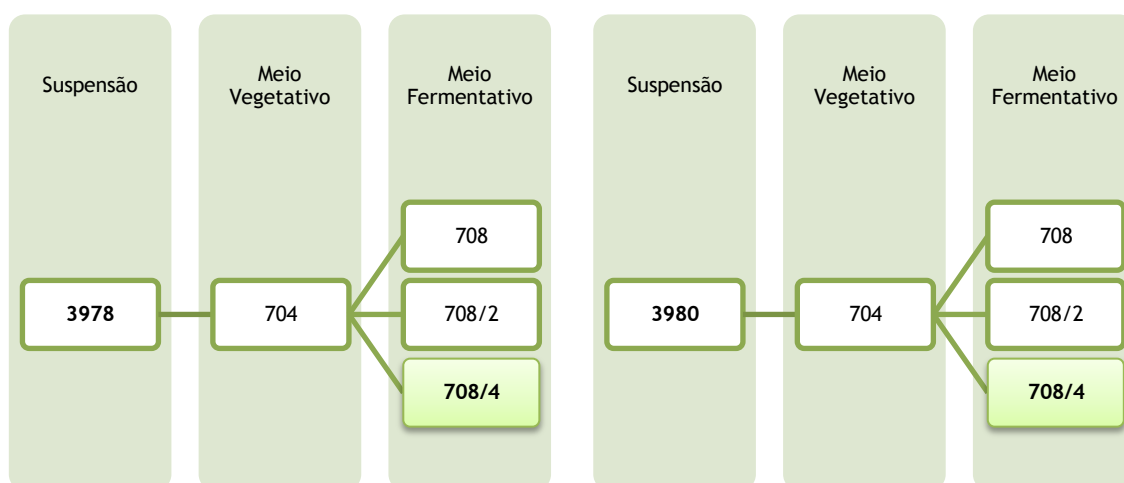 Suspensão
Meio
Vegetativo
Meio
Fermentativo
708
3978
704
708/2
708/4
Suspensão
Meio
Vegetativo
Meio
Fermentativo
708
3980
704
708/2
708/4